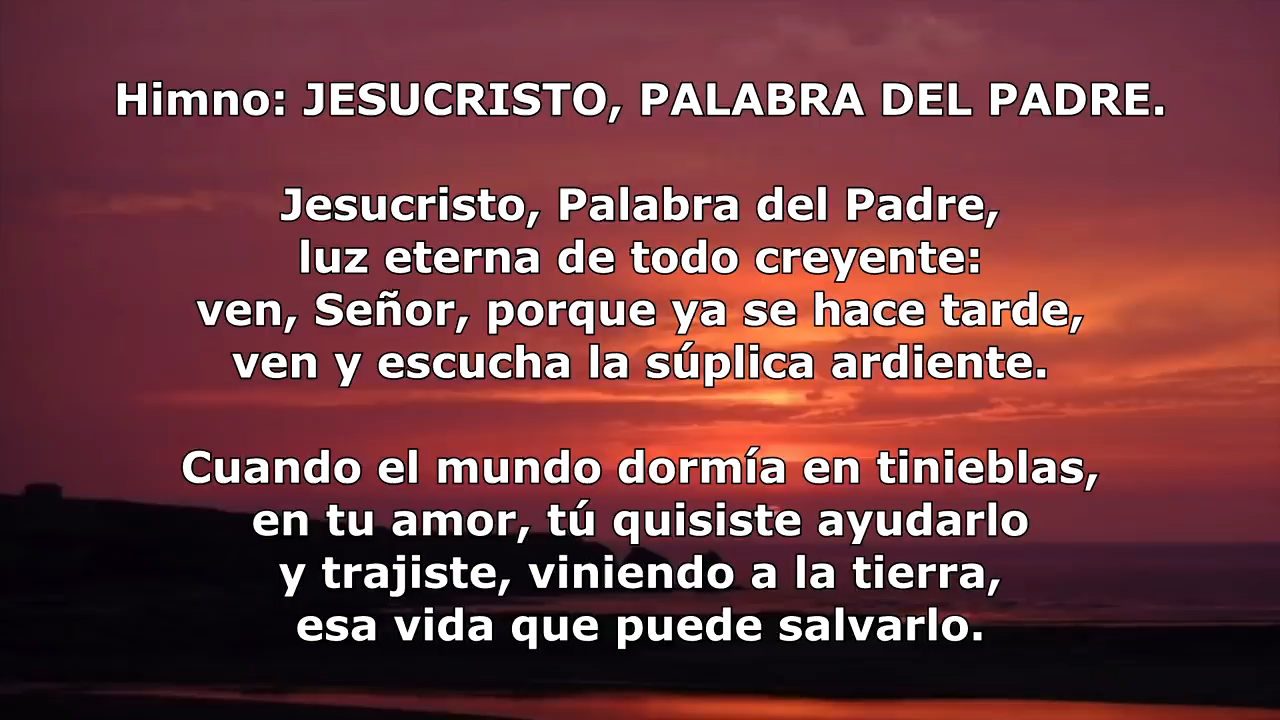 Himno: JESUCRISTO, PALABRA DEL PADRE.
Jesucristo, Palabra del Padre,
luz eterna de todo creyente:
ven, Señor, porque ya se hace tarde,
ven y escucha la súplica ardiente.
Cuando el mundo dormía en tinieblas,
en tu amor, tú quisiste ayudarlo
y trajiste, viniendo a la tierra,
esa vida que puede salvarlo.